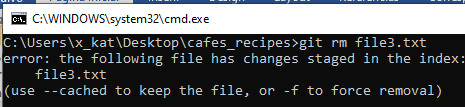 C:\WINDOWS\system32\cmd.exe
C:\Users\x_kat\Desktop\cafes_recipes>git rm file3.txt
error: the following file has changes staged in the index:
    file3.txt
(use --cached to keep the file, or -f to force removal)